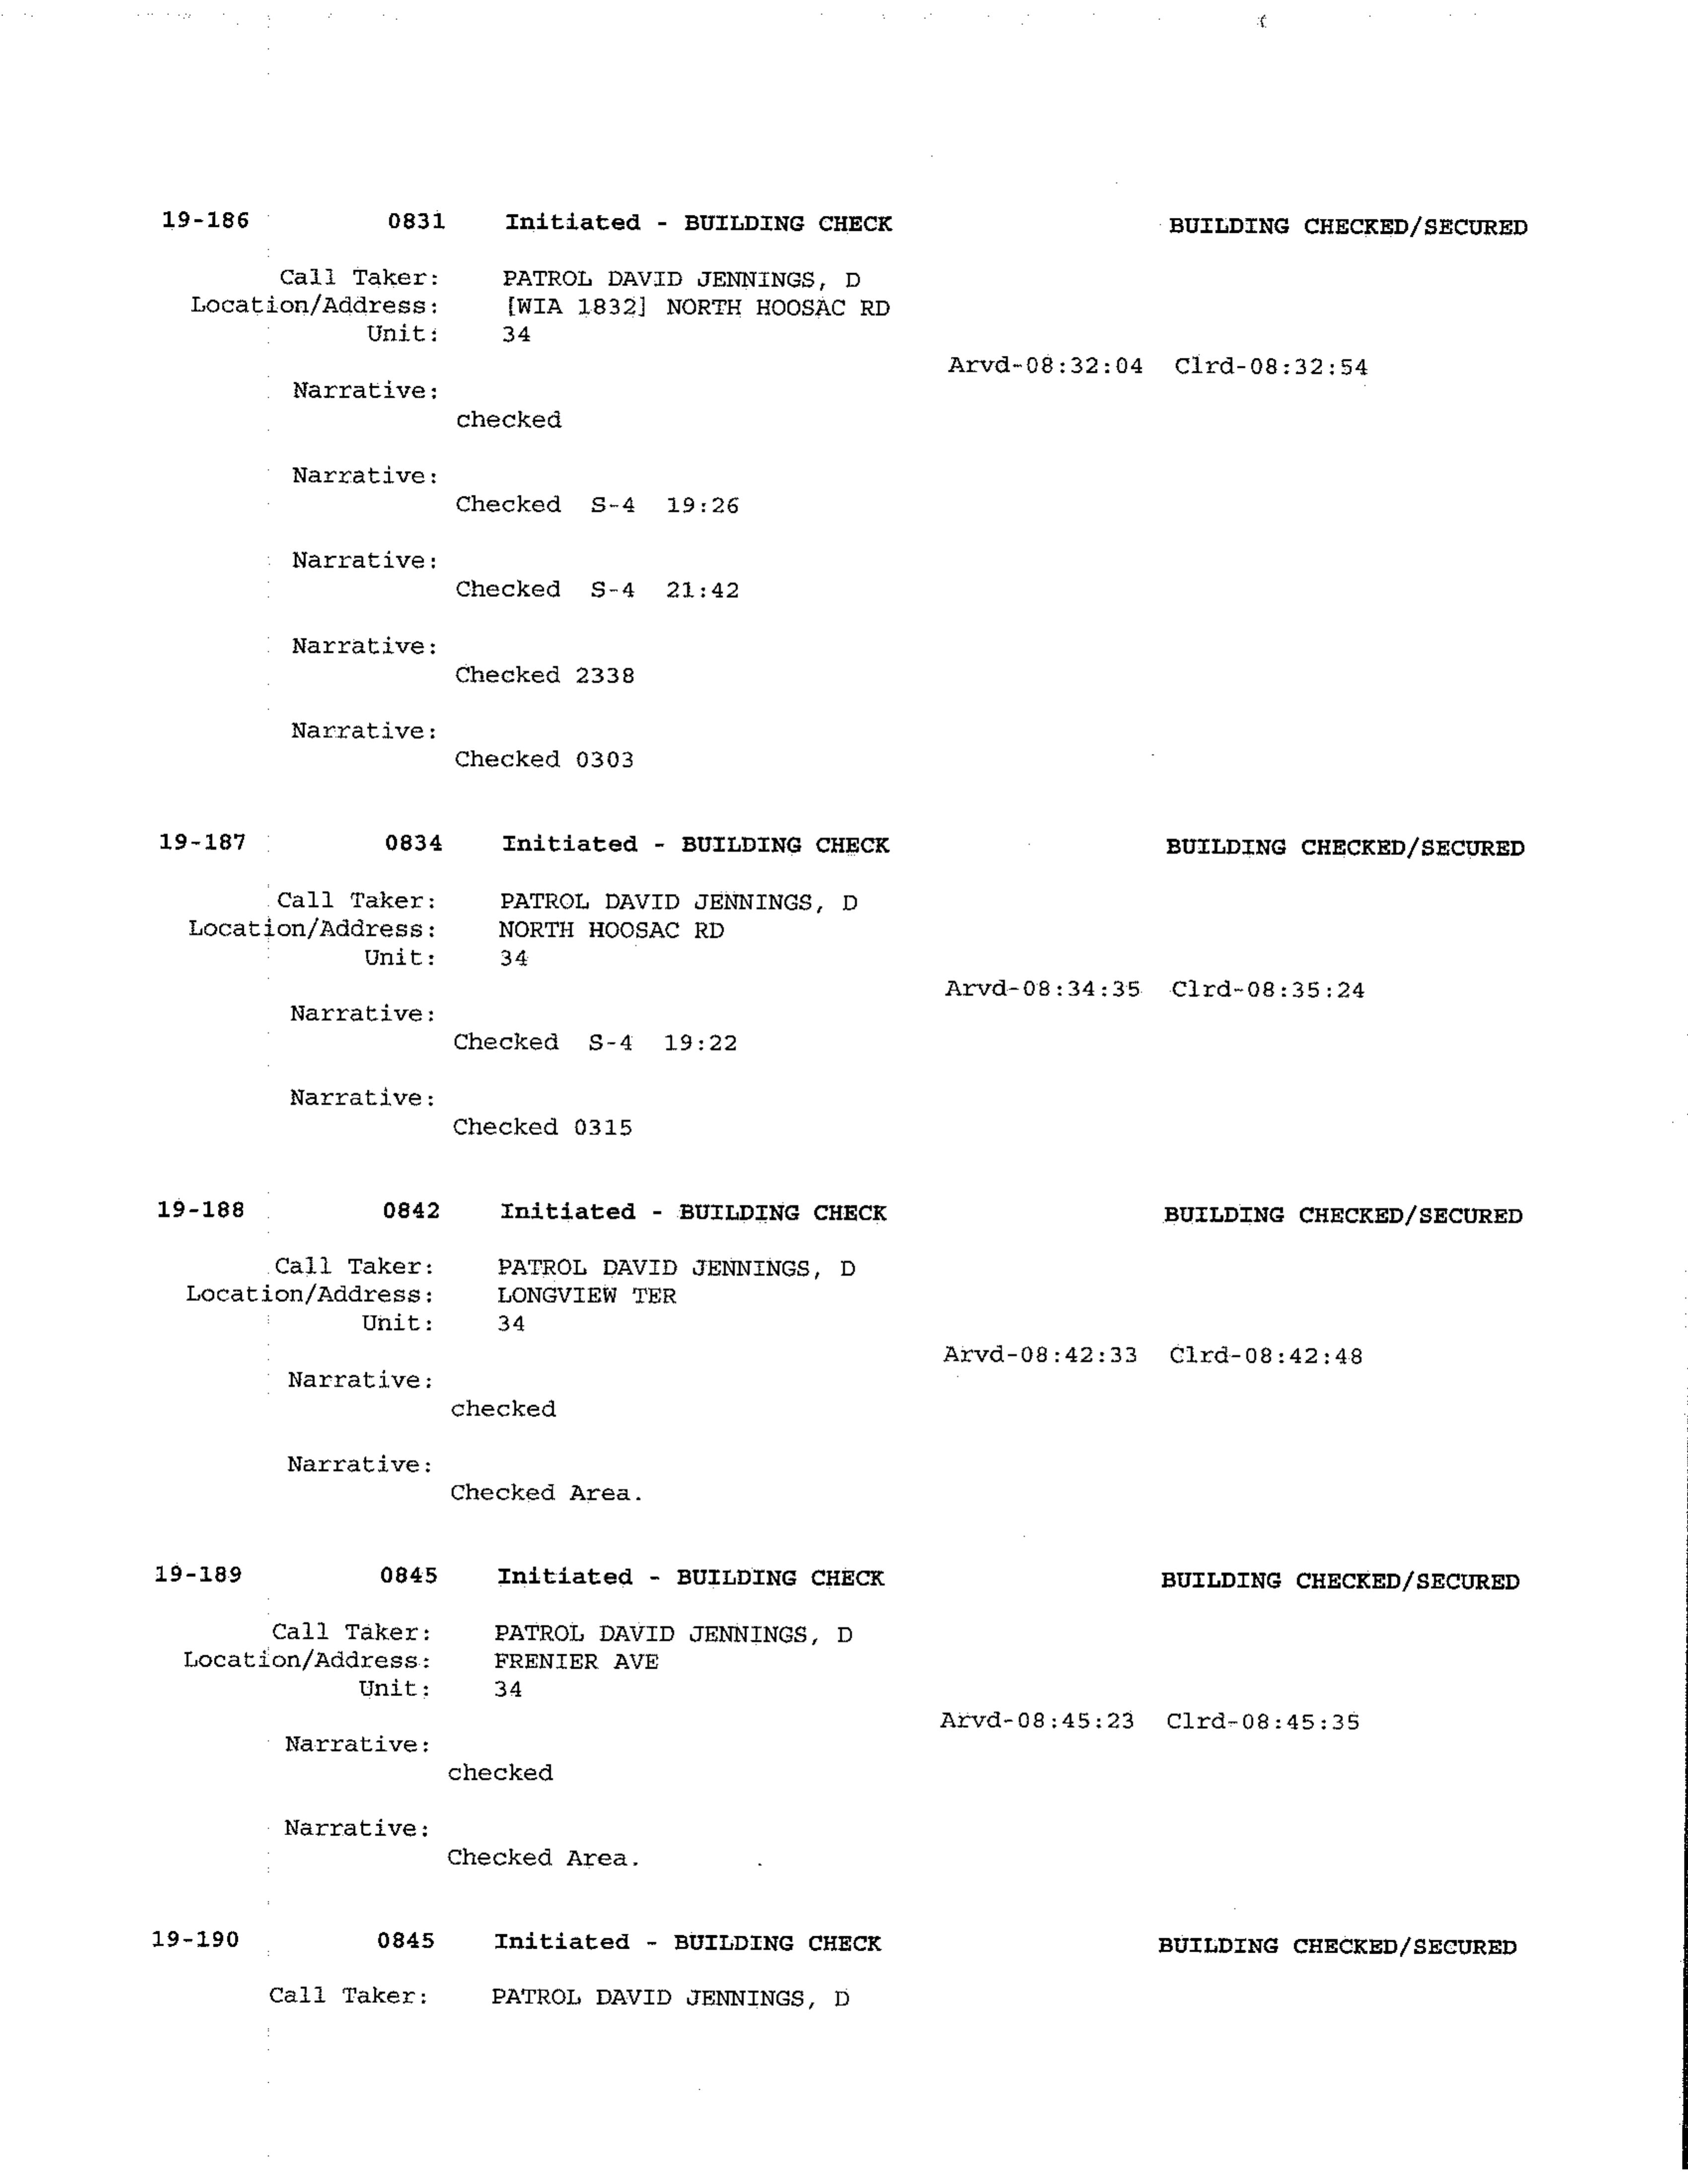 19-186 0831 Initiated - BUILDING CHECK BUILDING CHECKED/SECURED
Call Taker: PATROL DAVID JENNINGS, D
Location/Address: [WIA 1832] NORTH HOOSAC RD
Unit: 34
Arvd-08:32:04 Clrd-08:32:54
Narrative:
checked
Narrative:
Checked S-4 19:26
Narrative:
Checked S-4 21:42
Narrative:
Checked 2338
Narrative:
Checked 0303
19-187 0834 Initiated - BUILDING CHECK BUILDING CHECKED/SECURED
Call Taker: PATROL DAVID JENNINGS, D
Location/Address: NORTH HOOSAC RD
Unit: 34
Arvd-08:34:35 Clrd-08:35:24
Narrative:
Checked S-4 19:22
Narrative:
Checked 0315
19-188 0842 Initiated - BUILDING CHECK BUILDING CHECKED/SECURED
Call Taker: PATROL DAVID JENNINGS, D
Location/Address: LONGVIEW TER
Unit: 34
Arvd-08:42:33 Clrd-08:42:48
Narrative:
checked
Narrative:
Checked Area.
19-189 0845 Initiated - BUILDING CHECK BUILDING CHECKED/SECURED
Call Taker: PATROL DAVID JENNINGS, D
Location/Address: FRENIER AVE
Unit: 34
Arvd-08:45:23 Clrd-08:45:35
Narrative:
checked
Narrative:
Checked Area.
19-190 0845 Initiated - BUILDING CHECK BUILDING CHECKED/SECURED
Call Taker: PATROL DAVID JENNINGS, D